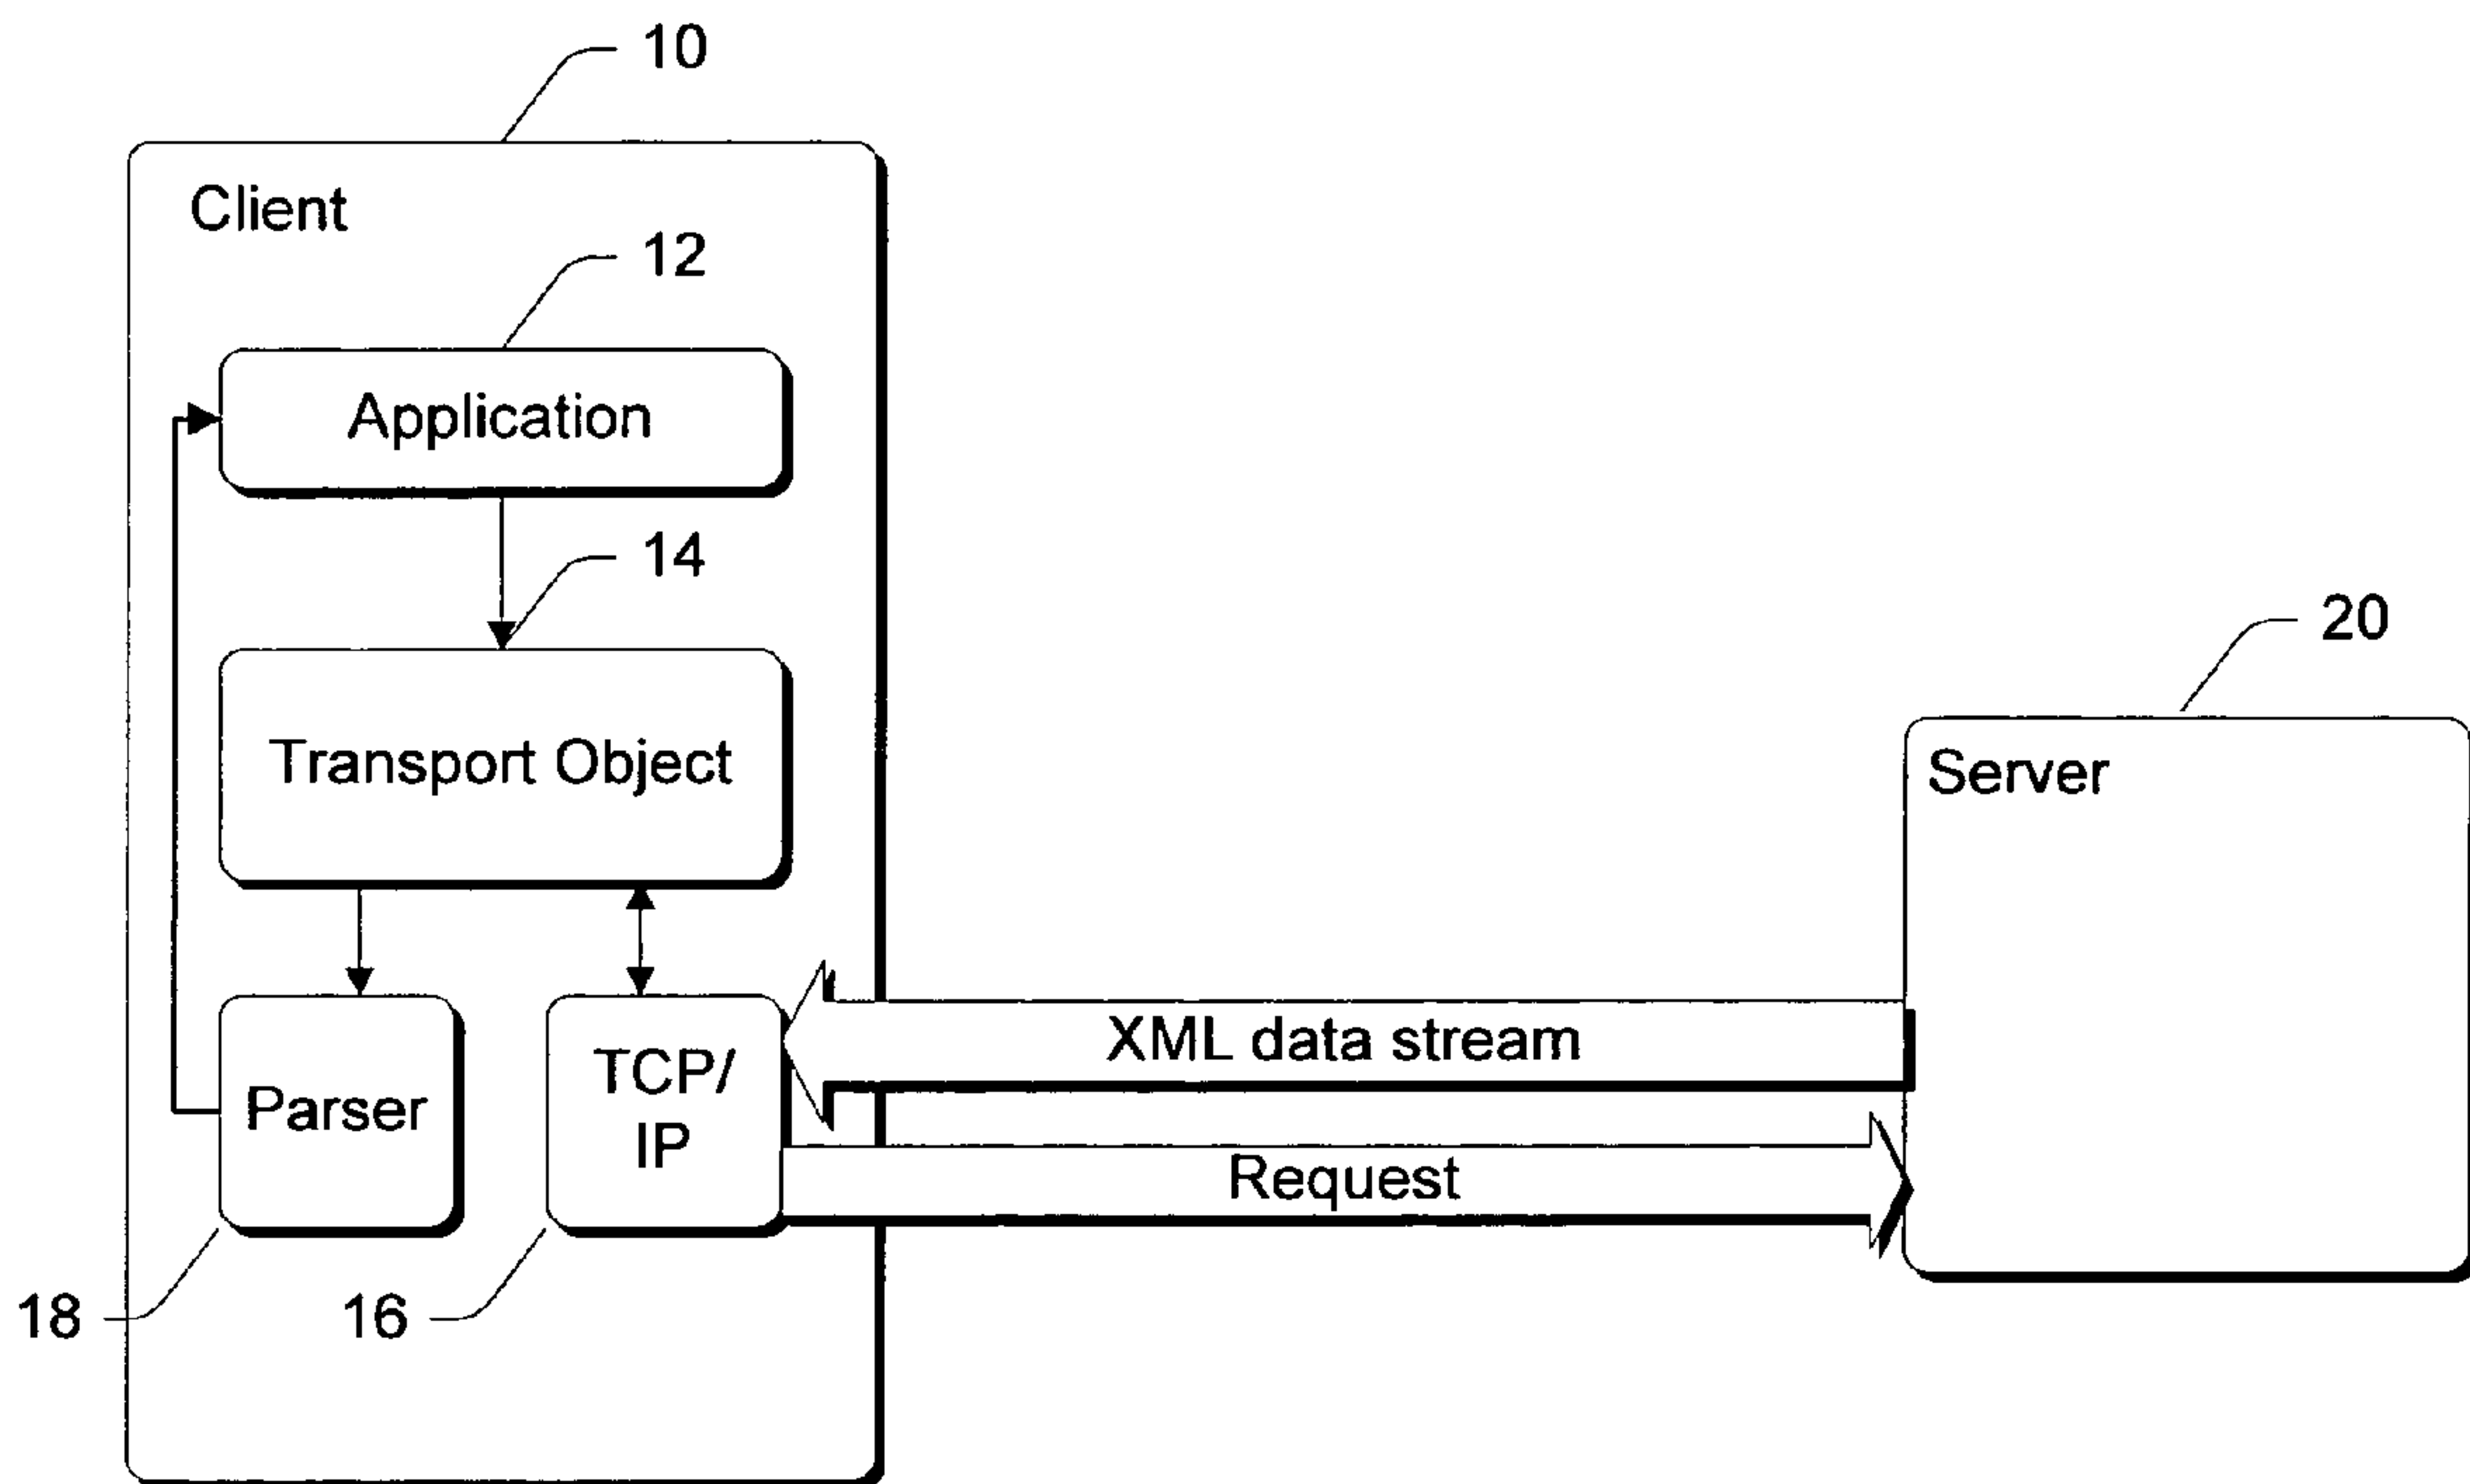 10
Client
12
Application
14
Transport Object
20
Server
XML data stream
TCP/
IP
Parser
Request
18
16